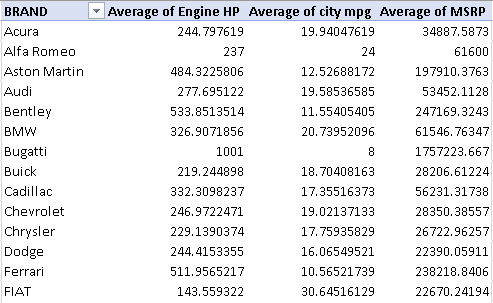 BRAND Average of Engine HP Average of city mpg Average of MSRP
Acura 244.797619 19.94047619 34887.5873
Alfa Romeo 237 24 61600
Aston Martin 484.3225806 12.52688172 197910.3763
Audi 277.695122 19.58536585 53452.1128
Bentley 533.8513514 11.55405405 247169.3243
BMW 326.9071856 20.73952096 61546.76347
Bugatti 1001 8 1757223.667
Buick 219.244898 18.70408163 28206.61224
Cadillac 332.3098237 17.35516373 56231.31738
Chevrolet 246.9722471 19.02137133 28350.38557
Chrysler 229.1390374 17.75935829 26722.96257
Dodge 244.4153355 16.06549521 22390.05911
Ferrari 511.9565217 10.56521739 238218.8406
FIAT 143.559322 30.64516129 22670.24194